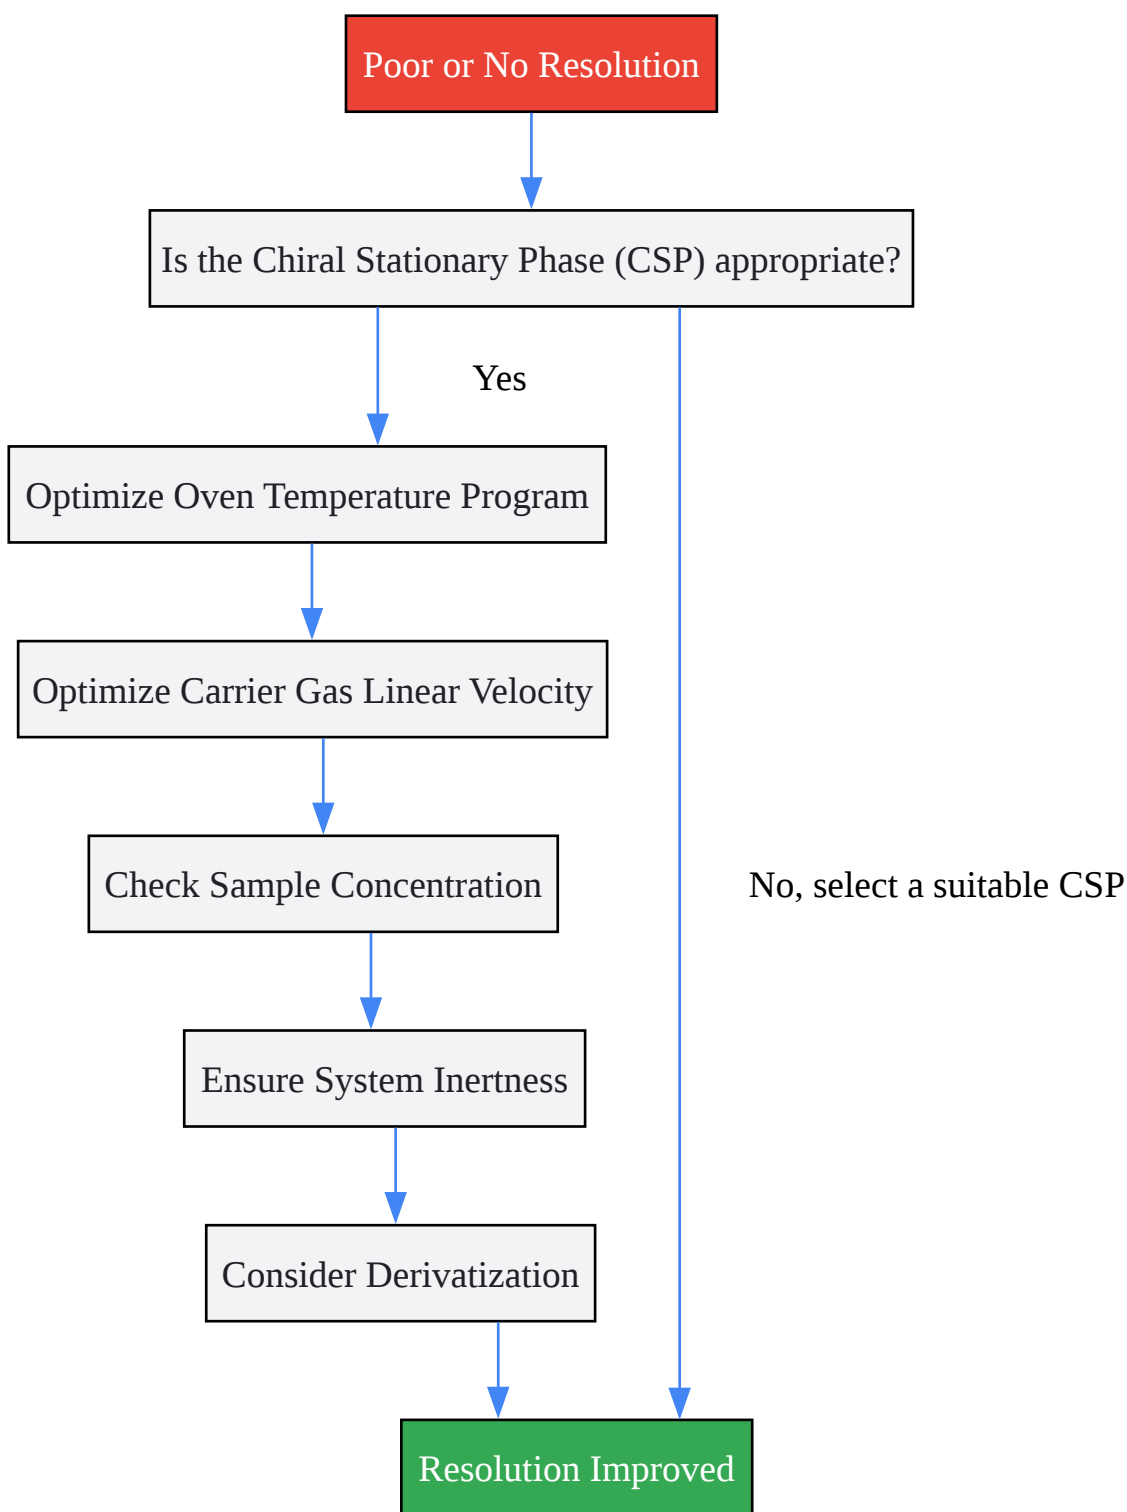 Poor or No Resolution
Is the Chiral Stationary Phase (CSP) appropriate?
Yes
Optimize Oven Temperature Program
Optimize Carrier Gas Linear Velocity
Check Sample Concentration
No, select a suitable CSP
Ensure System Inertness
Consider Derivatization
Resolution Improved